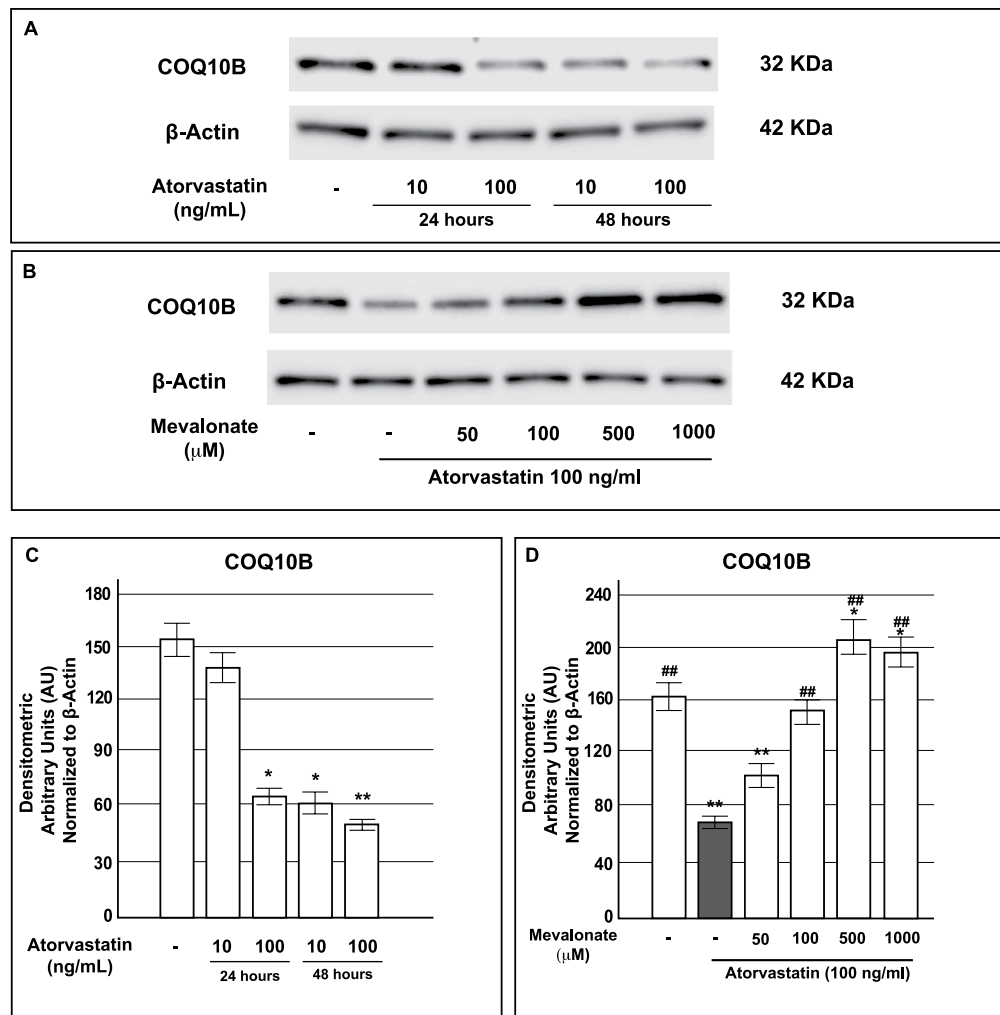 A
COQ10B 32 KDa
β-Actin 42 KDa
Atorvastatin (ng/mL) - 10 100 10 100
24 hours 48 hours
B
COQ10B 32 KDa
β-Actin 42 KDa
Mevalonate (μM) - - 50 100 500 1000
Atorvastatin 100 ng/ml
C
COQ10B
Densitometric
Arbitrary Units (AU)
Normalized to β-Actin
180
150
120
90
60
30
0
* * **
Atorvastatin (ng/mL) - 10 100 10 100
24 hours 48 hours
D
COQ10B
Densitometric
Arbitrary Units (AU)
Normalized to β-Actin
240
200
160
120
80
40
0
## ** ** ## ## * ## *
Mevalonate (μM) - - 50 100 500 1000
Atorvastatin (100 ng/ml)